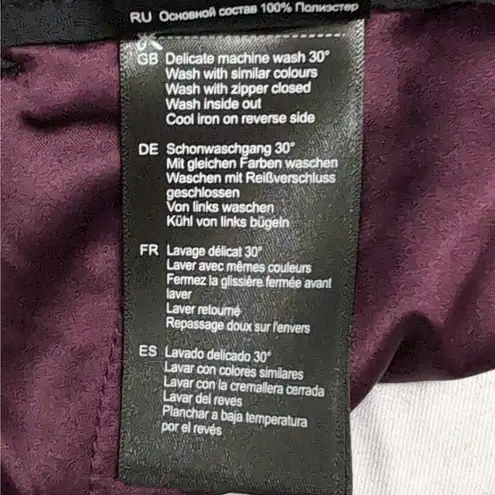 RU Основной состав 100% Полиэстер
GB Delicate machine wash 30°
Wash with similar colours
Wash with zipper closed
Wash inside out
Cool iron on reverse side
DE Schonwaschgang 30°
Mit gleichen Farben waschen
Waschen mit Reißverschluss
geschlossen
Von links waschen
Kühl von links bügeln
FR Lavage délicat 30°
Laver avec mêmes couleurs
Fermez la glissière fermée avant
laver
Laver retourné
Repassage doux sur l'envers
ES Lavado delicado 30°
Lavar con colores similares
Lavar con la cremallera cerrada
Lavar del reves
Planchar a baja temperatura
por el revés